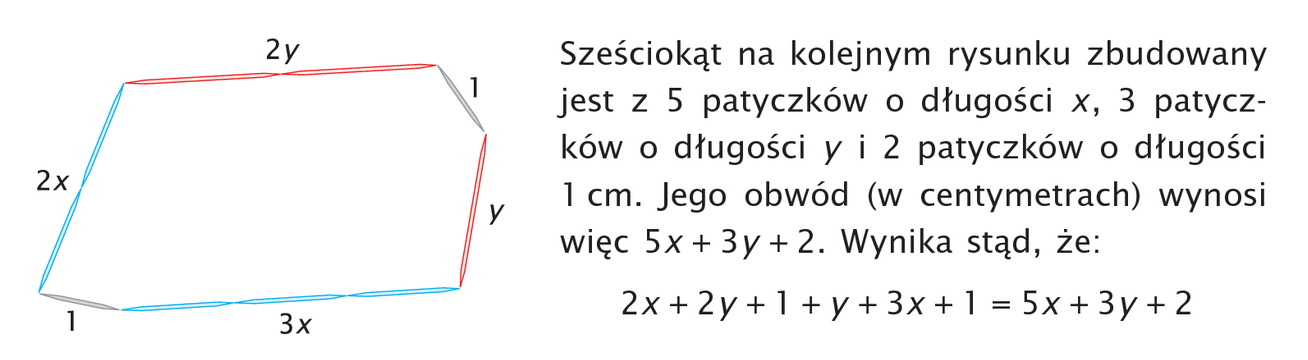 2y
1
2x
y
1
3x
Sześciokąt na kolejnym rysunku zbudowany
jest z 5 patyczków o długości x, 3 patycz-
ków o długości y i 2 patyczków o długości
1 cm. Jego obwód (w centymetrach) wynosi
więc 5x + 3y + 2. Wynika stąd, że:
2x + 2y + 1 + y + 3x + 1 = 5x + 3y + 2